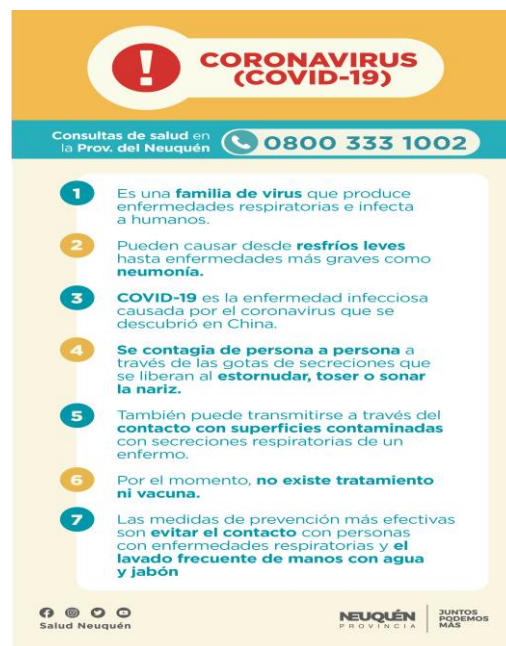 CORONAVIRUS
(COVID-19)
Consultas de salud en
la Prov. del Neuquén
0800 333 1002
1
Es una familia de virus que produce
enfermedades respiratorias e infecta
a humanos.
2
Pueden causar desde resfríos leves
hasta enfermedades más graves como
neumonía.
3
COVID-19 es la enfermedad infecciosa
causada por el coronavirus que se
descubrió en China.
4
Se contagia de persona a persona a
través de las gotas de secreciones que
se liberan al estornudar, toser o sonar
la nariz.
5
También puede transmitirse a través del
contacto con superficies contaminadas
con secreciones respiratorias de un
enfermo.
6
Por el momento, no existe tratamiento
ni vacuna.
7
Las medidas de prevención más efectivas
son evitar el contacto con personas
con enfermedades respiratorias y el
lavado frecuente de manos con agua
y jabón
Salud Neuquén
NEUQUÉN
PROVINCIA
JUNTOS
PODEMOS
MÁS